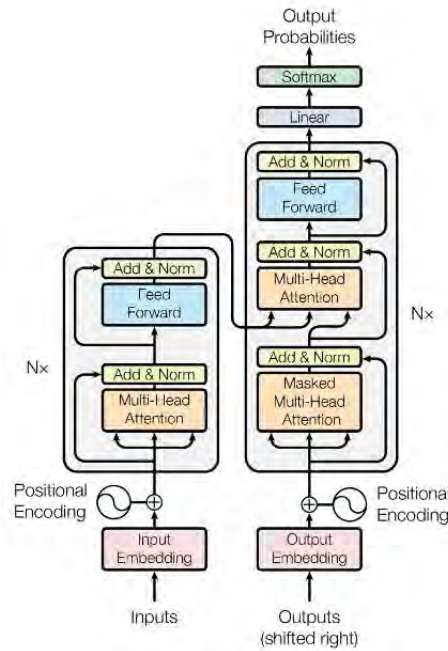 Output
Probabilities
Softmax
Linear
Add & Norm
Feed
Forward
Add & Norm
Multi-Head
Attention
Add & Norm
Masked
Multi-Head
Attention
Nx
Positional
Encoding
Output
Embedding
Outputs
(shifted right)
Add & Norm
Feed
Forward
Add & Norm
Multi-Head
Attention
Nx
Positional
Encoding
Input
Embedding
Inputs